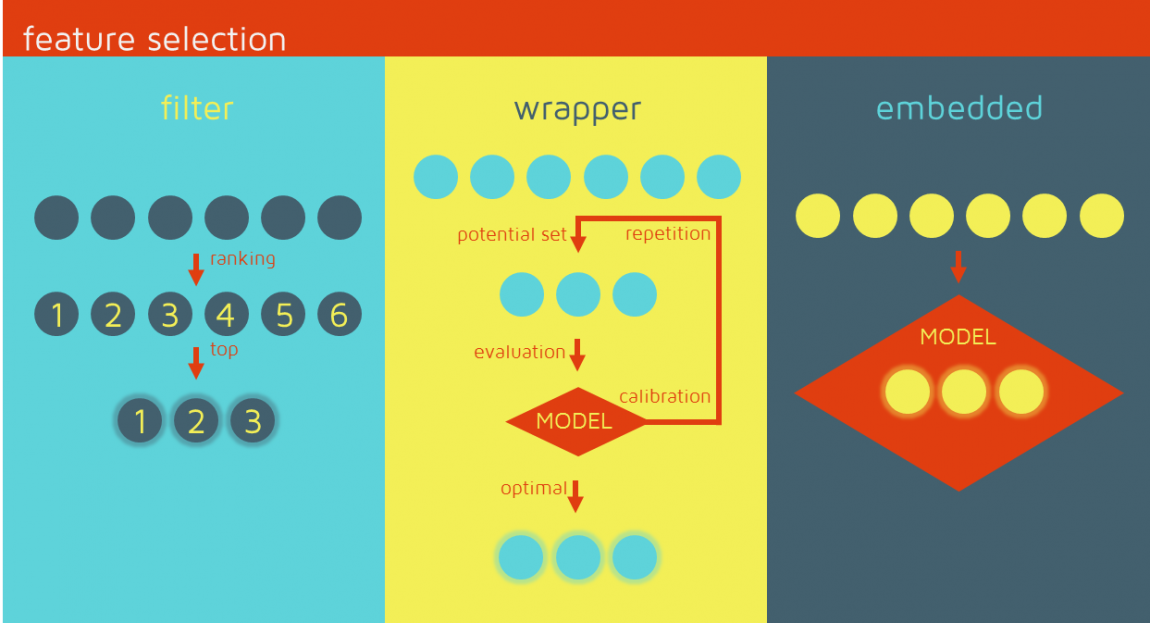 feature selection
filter
ranking
1 2 3 4 5 6
top
1 2 3
wrapper
potential set
repetition
evaluation
calibration
MODEL
optimal
embedded
MODEL